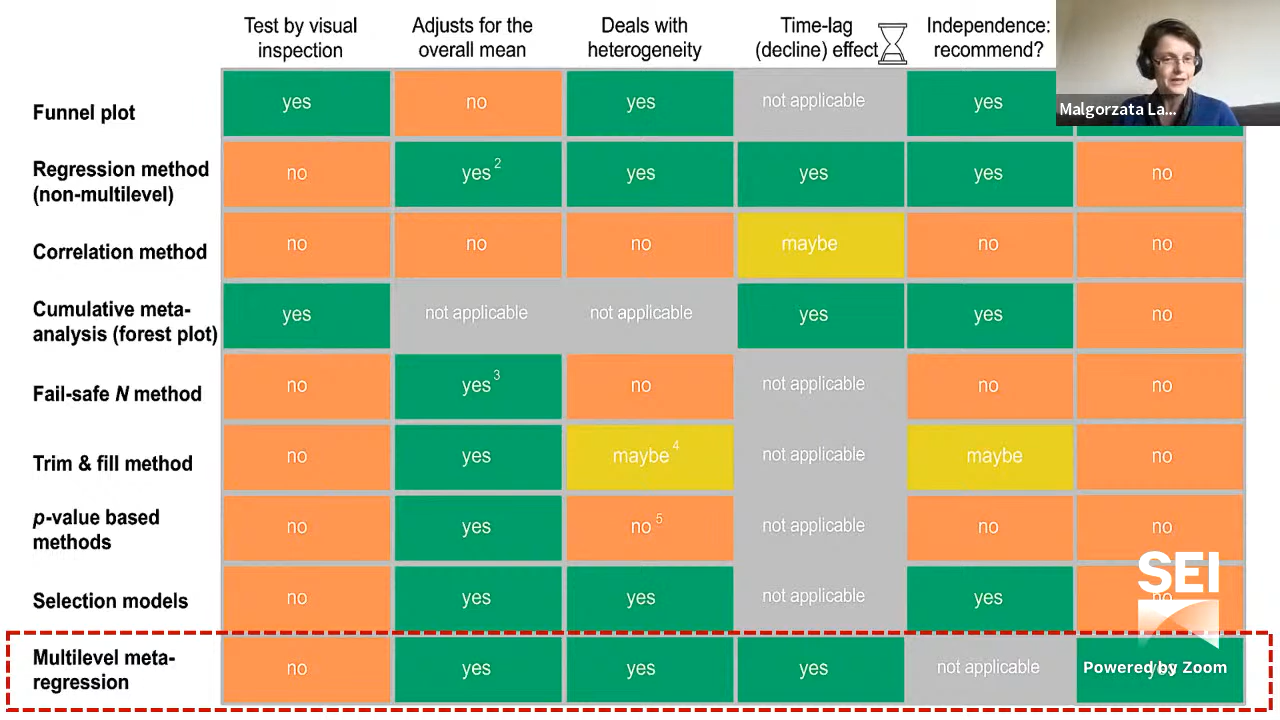 Test by visual
inspection
Adjusts for the
overall mean
Deals with
heterogeneity
Time-lag
(decline) effect
Independence:
recommend?
Malgorzata La...
Funnel plot
yes
no
yes
not applicable
yes
Regression method
(non-multilevel)
no
yes 2
yes
yes
yes
no
Correlation method
no
no
no
maybe
no
no
Cumulative meta-
analysis (forest plot)
yes
not applicable
not applicable
yes
yes
no
Fail-safe N method
no
yes 3
no
not applicable
no
no
Trim & fill method
no
yes
maybe 4
not applicable
maybe
no
p-value based
methods
no
yes
no 5
not applicable
no
no
Selection models
no
yes
yes
not applicable
yes
no
SEI
Multilevel meta-
regression
no
yes
yes
yes
not applicable
yes
Powered by Zoom